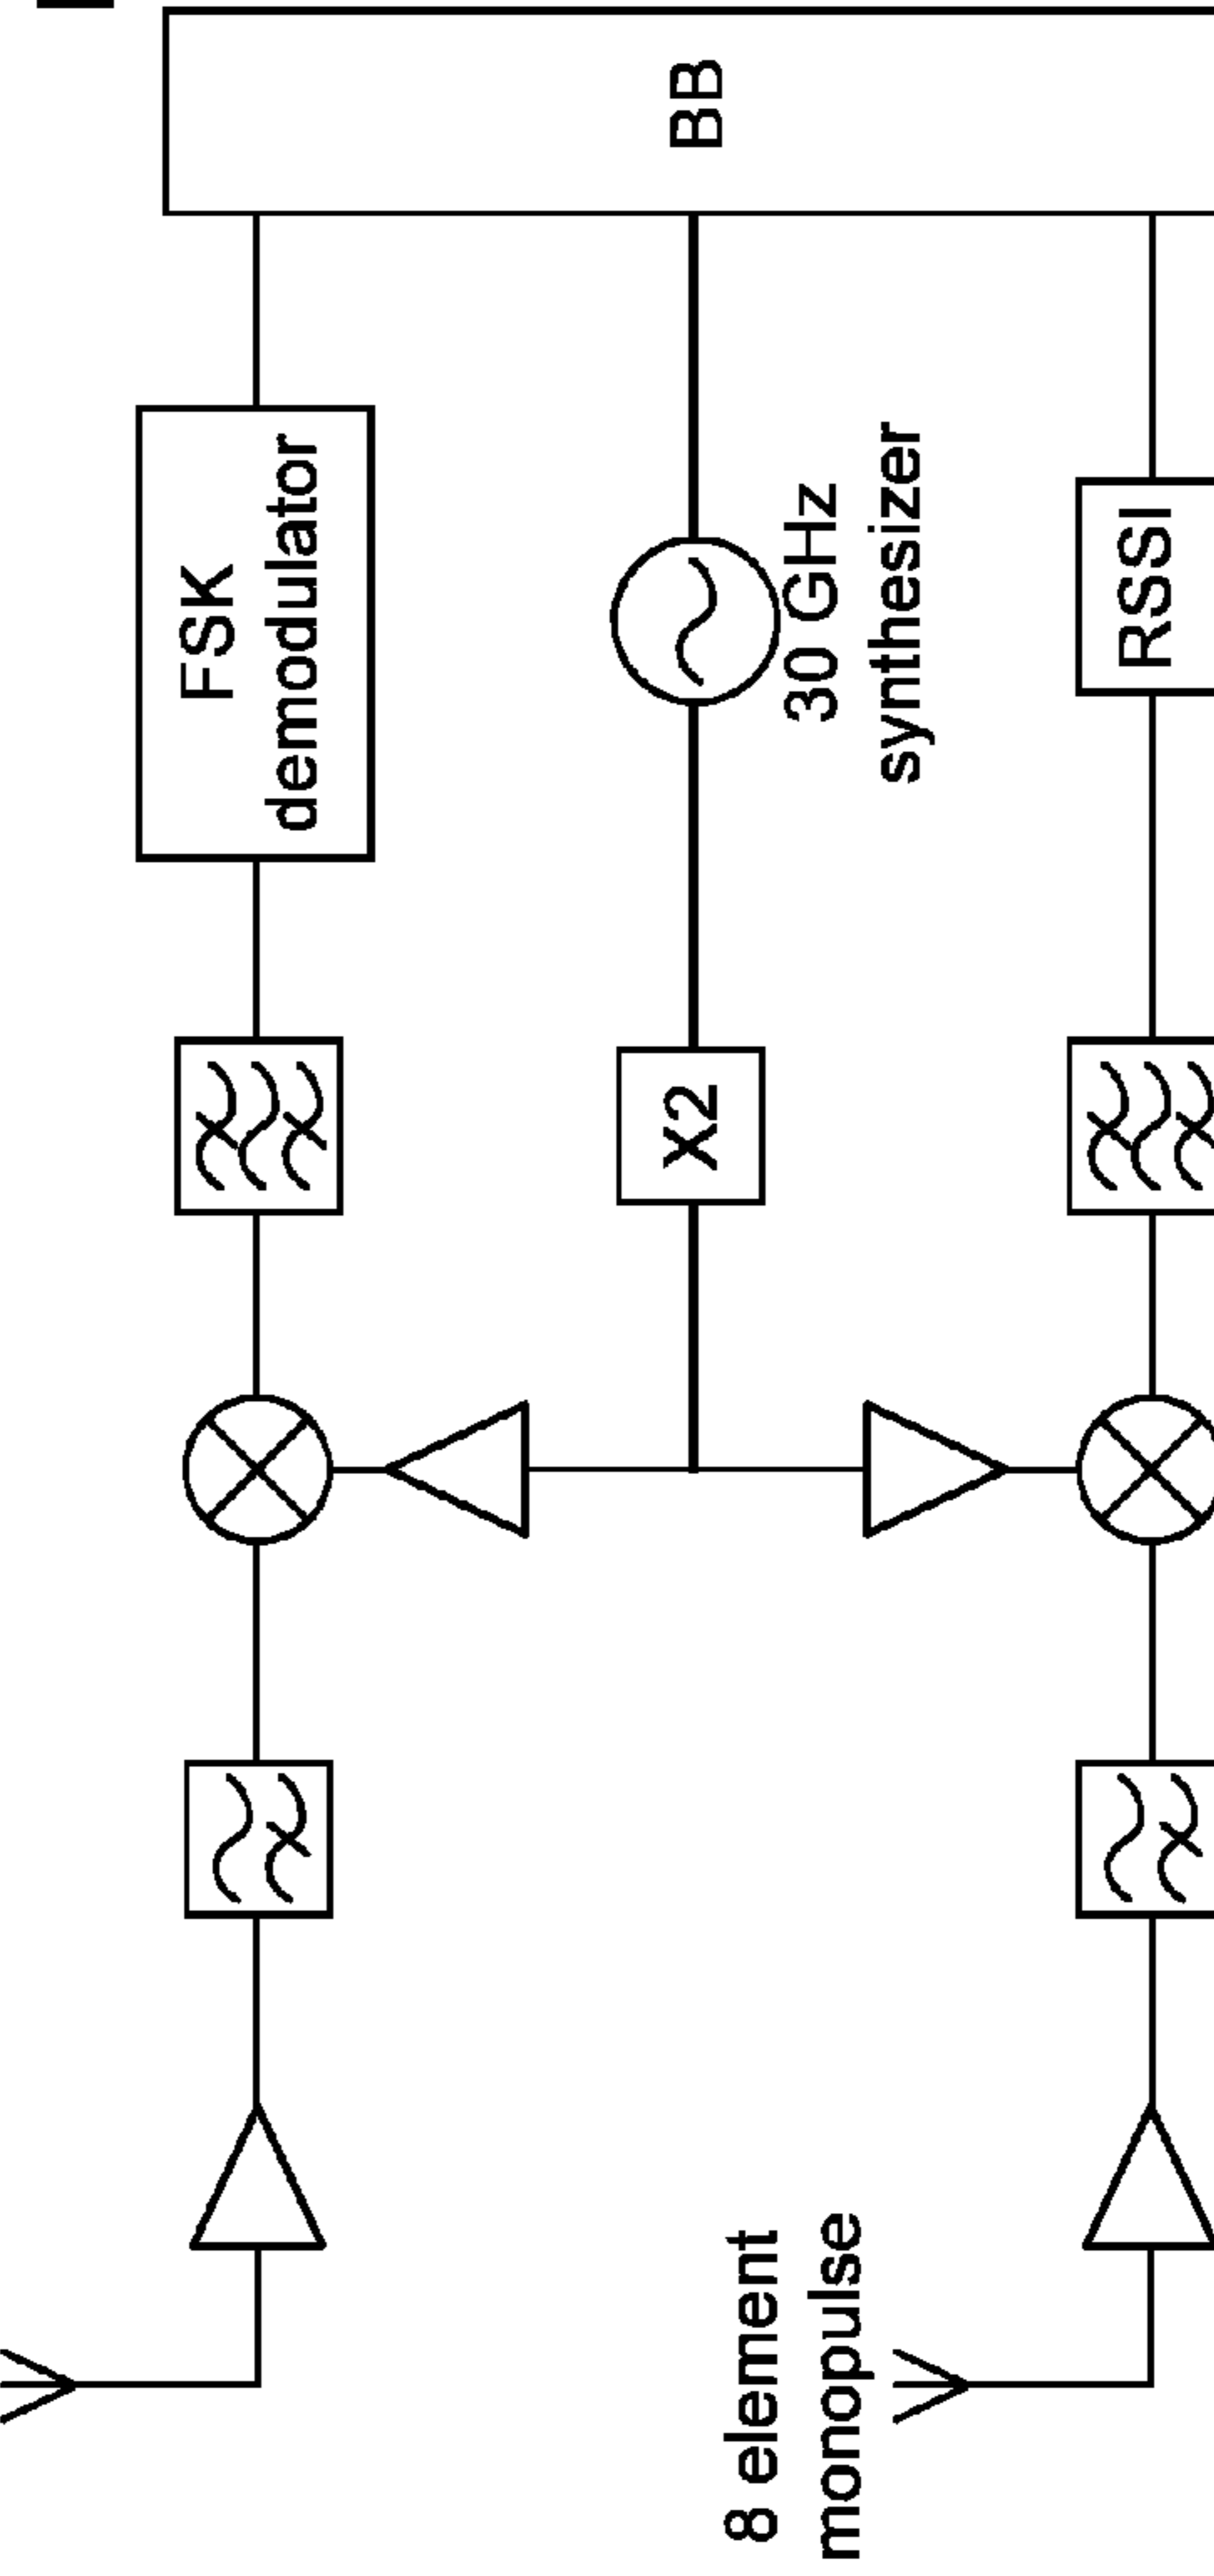 FSK
demodulator
BB
X2
30 GHz
synthesizer
8 element
monopulse
RSSI